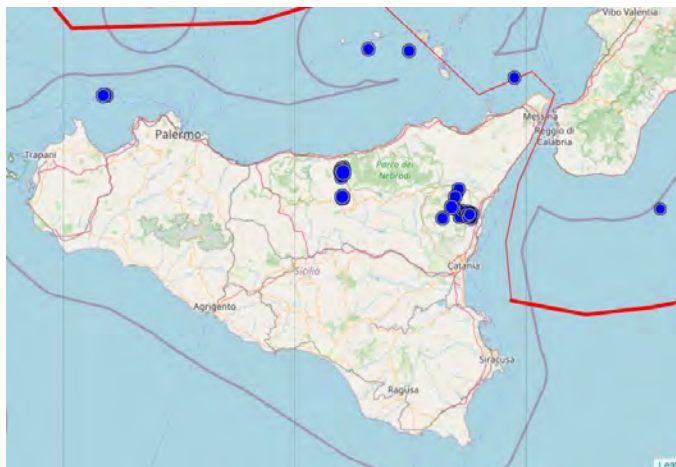 Vibo Valentia
Messina
Reggio di
Calabria
Palermo
Trapani
Parco dei
Nebrodi
Catania
Sicilia
Agrigento
Siracusa
Ragusa